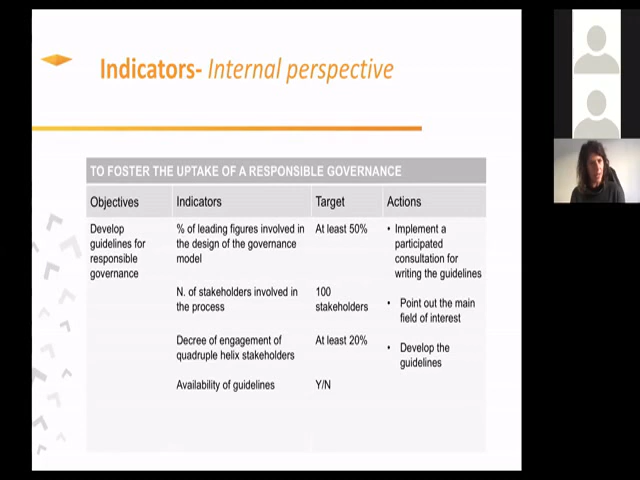 Indicators- Internal perspective
TO FOSTER THE UPTAKE OF A RESPONSIBLE GOVERNANCE
Objectives
Indicators
Target
Actions
Develop
guidelines for
responsible
governance
% of leading figures involved in
the design of the governance
model
At least 50%
• Implement a
participated
consultation for
writing the guidelines
N. of stakeholders involved in
the process
100
stakeholders
• Point out the main
field of interest
Decree of engagement of
quadruple helix stakeholders
At least 20%
• Develop the
guidelines
Availability of guidelines
Y/N